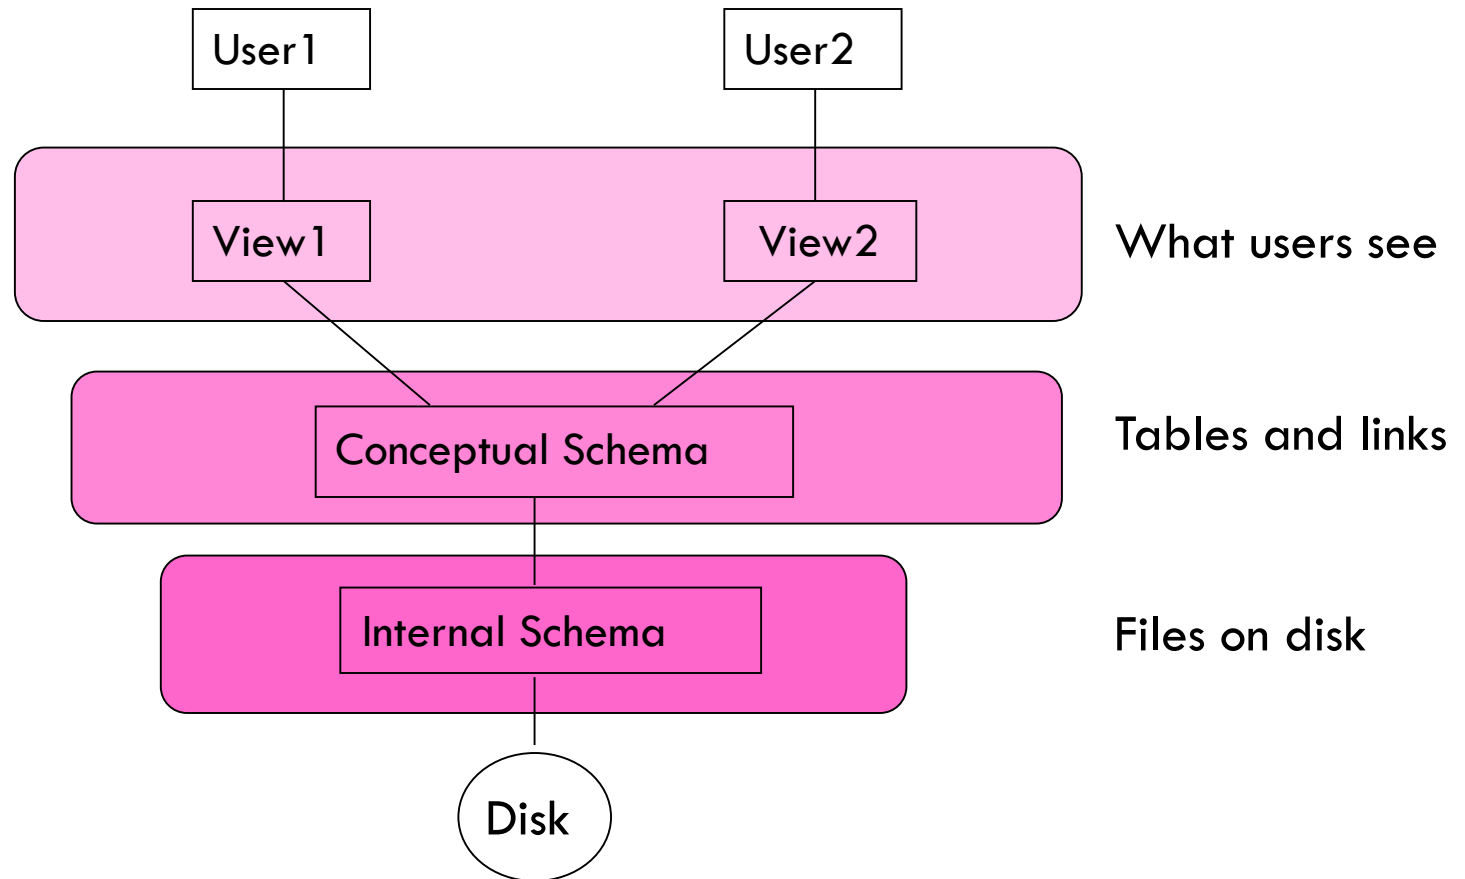 User1
User2
View1
View2
What users see
Conceptual Schema
Tables and links
Internal Schema
Files on disk
Disk